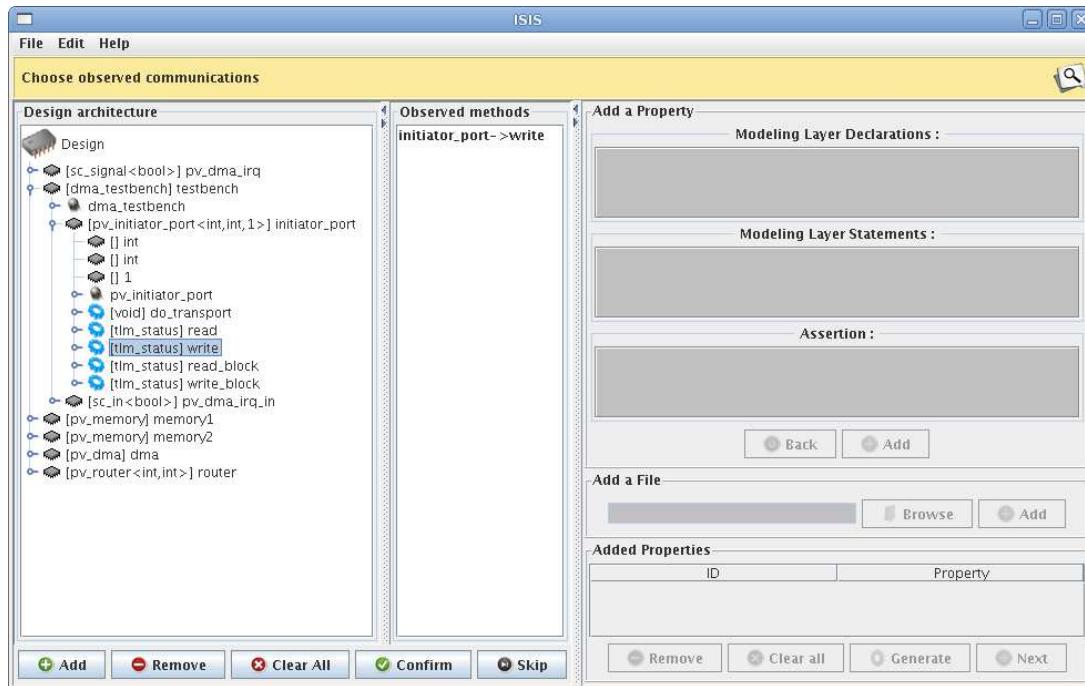 ISIS
File Edit Help
Choose observed communications
Design architecture
Design
[sc_signal<bool>] pv_dma_irq
[dma_testbench] testbench
dma_testbench
[pv_initiator_port<int,int,1>] initiator_port
[] int
[] int
[] 1
pv_initiator_port
[void] do_transport
[tlm_status] read
[tlm_status] write
[tlm_status] read_block
[tlm_status] write_block
[sc_in<bool>] pv_dma_irq_in
[pv_memory] memory1
[pv_memory] memory2
[pv_dma] dma
[pv_router<int,int>] router
Add Remove Clear All Confirm Skip
Observed methods
initiator_port->write
Add a Property
Modeling Layer Declarations :
Modeling Layer Statements :
Assertion :
Back Add
Add a File
Browse Add
Added Properties
ID Property
Remove Clear all Generate Next